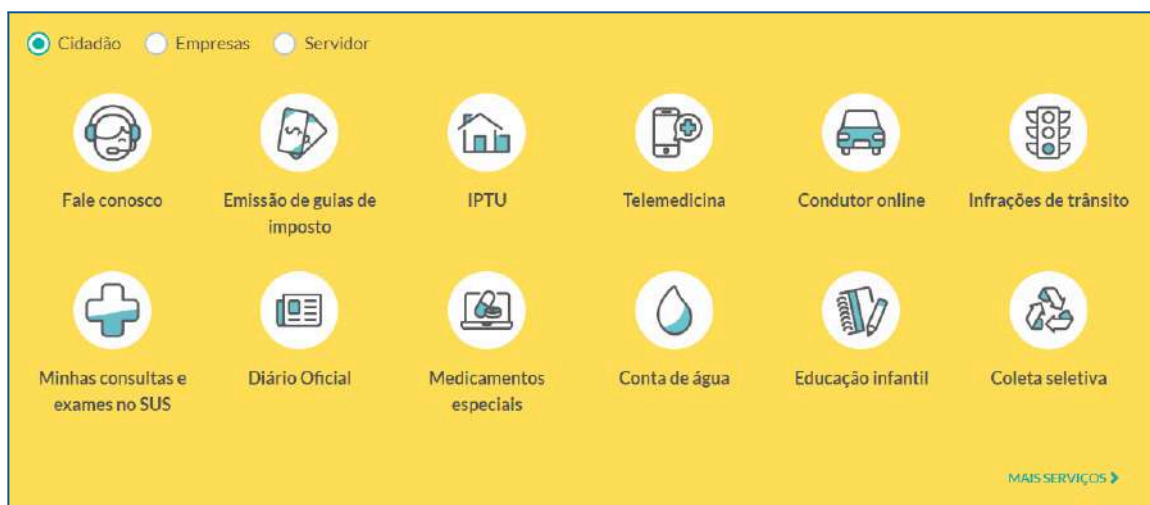 Cidadão Empresas Servidor
Fale conosco
Emissão de guias de
imposto
IPTU
Telemedicina
Condutor online
Infrações de trânsito
Minhas consultas e
exames no SUS
Diário Oficial
Medicamentos
especiais
Conta de água
Educação infantil
Coleta seletiva
MAIS SERVIÇOS